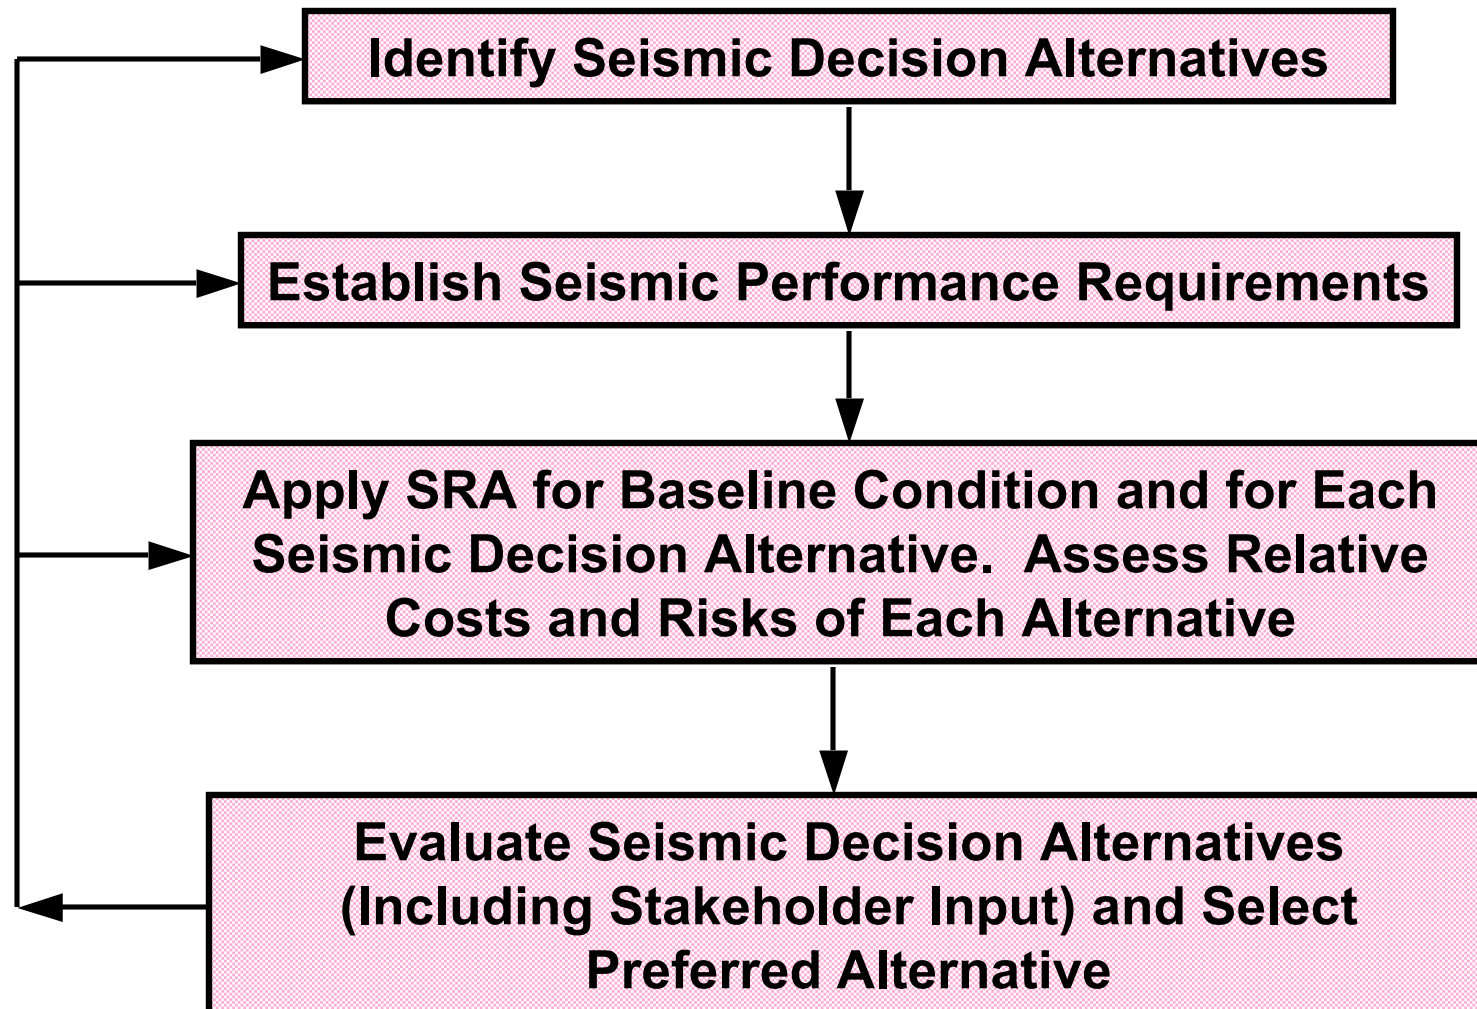 Identify Seismic Decision Alternatives
Establish Seismic Performance Requirements
Apply SRA for Baseline Condition and for Each
Seismic Decision Alternative.  Assess Relative
Costs and Risks of Each Alternative
Evaluate Seismic Decision Alternatives
(Including Stakeholder Input) and Select
Preferred Alternative